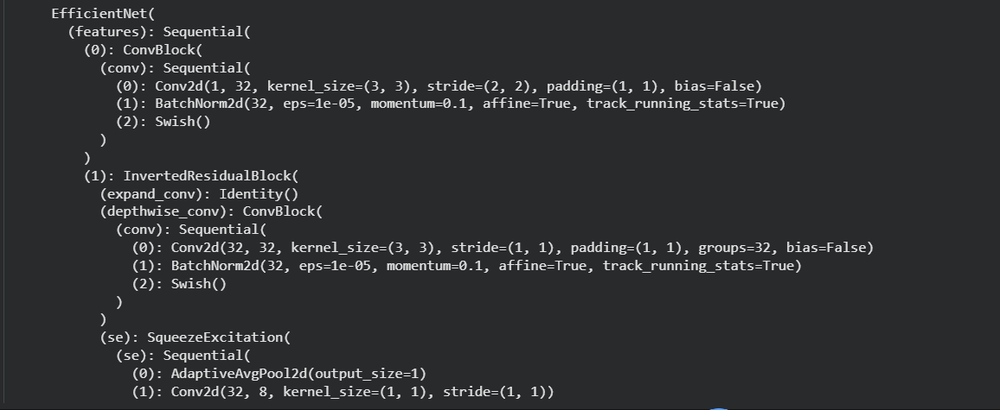 EfficientNet(
(features): Sequential(
(0): ConvBlock(
(conv): Sequential(
(0): Conv2d(1, 32, kernel_size=(3, 3), stride=(2, 2), padding=(1, 1), bias=False)
(1): BatchNorm2d(32, eps=1e-05, momentum=0.1, affine=True, track_running_stats=True)
(2): Swish()
)
)
(1): InvertedResidualBlock(
(expand_conv): Identity()
(depthwise_conv): ConvBlock(
(conv): Sequential(
(0): Conv2d(32, 32, kernel_size=(3, 3), stride=(1, 1), padding=(1, 1), groups=32, bias=False)
(1): BatchNorm2d(32, eps=1e-05, momentum=0.1, affine=True, track_running_stats=True)
(2): Swish()
)
)
(se): SqueezeExcitation(
(se): Sequential(
(0): AdaptiveAvgPool2d(output_size=1)
(1): Conv2d(32, 8, kernel_size=(1, 1), stride=(1, 1))